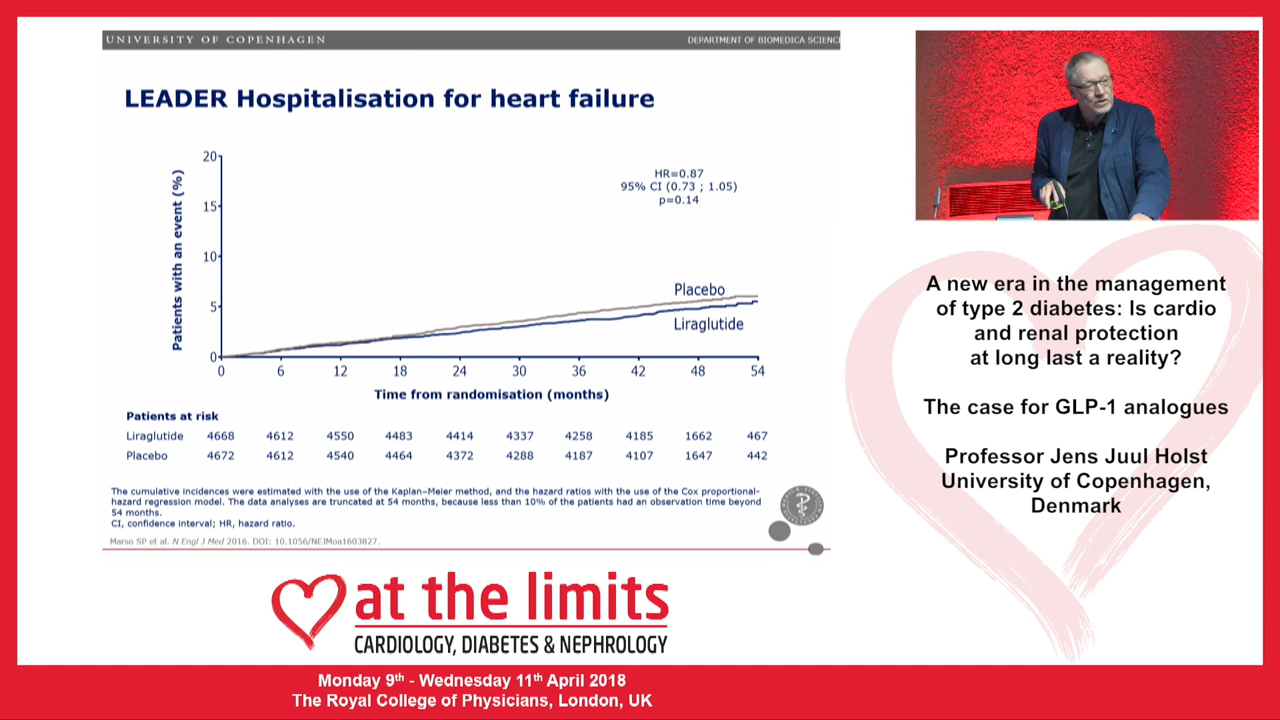 UNIVERSITY OF COPENHAGEN
DEPARTMENT OF BIOMEDICA SCIENC
LEADER Hospitalisation for heart failure
Patients with an event (%)
20
15
10
5
0
HR=0.87
95% CI (0.73 ; 1.05)
p=0.14
Placebo
Liraglutide
0 6 12 18 24 30 36 42 48 54
Time from randomisation (months)
Patients at risk
Liraglutide 4668 4612 4550 4483 4414 4337 4258 4185 1662 467
Placebo 4672 4612 4540 4464 4372 4288 4187 4107 1647 442
The cumulative incidences were estimated with the use of the Kaplan–Meier method, and the hazard ratios with the use of the Cox proportional-
hazard regression model. The data analyses are truncated at 54 months, because less than 10% of the patients had an observation time beyond
54 months.
CI, confidence interval; HR, hazard ratio.
Marso SP et al. N Engl J Med 2016. DOI: 10.1056/NEJMoa1603827.
A new era in the management
of type 2 diabetes: Is cardio
and renal protection
at long last a reality?
The case for GLP-1 analogues
Professor Jens Juul Holst
University of Copenhagen,
Denmark
at the limits
CARDIOLOGY, DIABETES & NEPHROLOGY
Monday 9th - Wednesday 11th April 2018
The Royal College of Physicians, London, UK